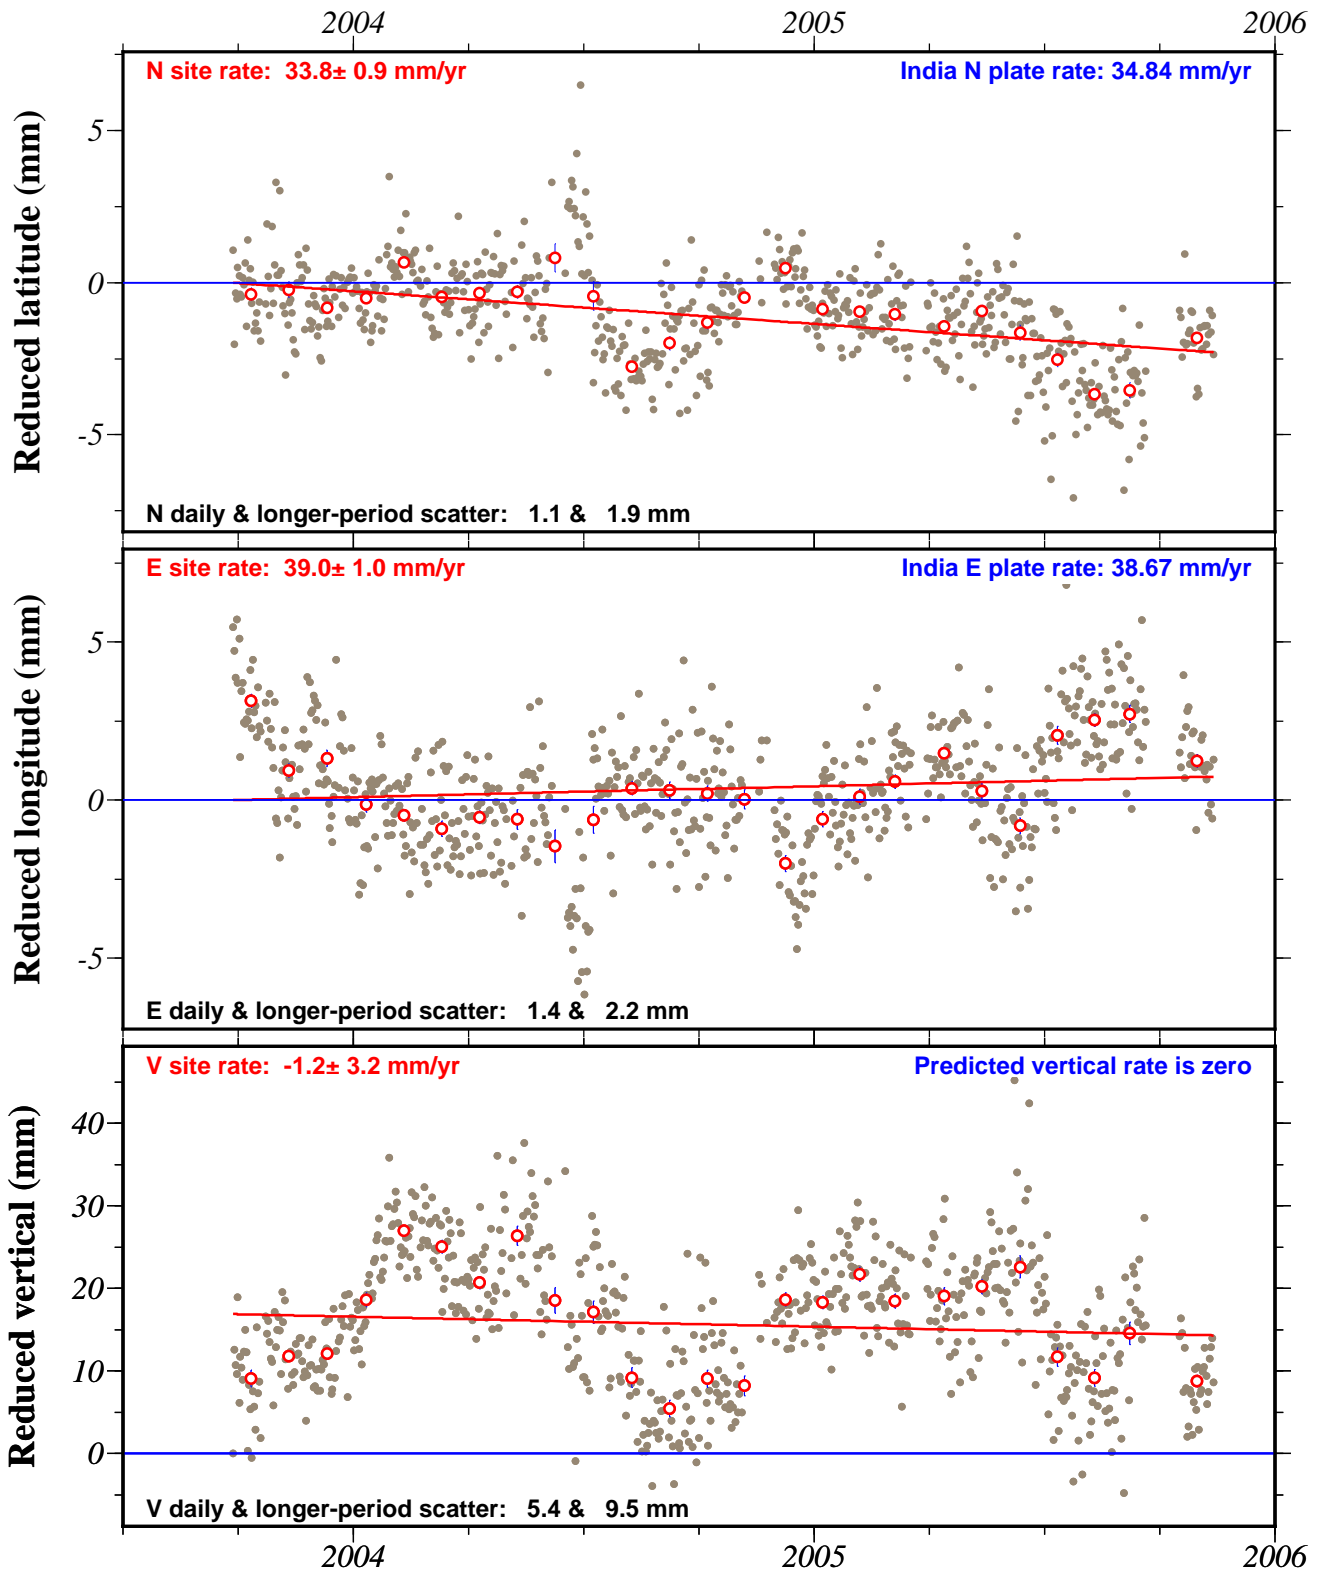 2004 2005 2006
N site rate: 33.8± 0.9 mm/yr India N plate rate: 34.84 mm/yr
Reduced latitude (mm)
5
0
-5
N daily & longer-period scatter: 1.1 & 1.9 mm
E site rate: 39.0± 1.0 mm/yr India E plate rate: 38.67 mm/yr
Reduced longitude (mm)
5
0
-5
E daily & longer-period scatter: 1.4 & 2.2 mm
V site rate: -1.2± 3.2 mm/yr Predicted vertical rate is zero
Reduced vertical (mm)
40
30
20
10
0
V daily & longer-period scatter: 5.4 & 9.5 mm
2004 2005 2006